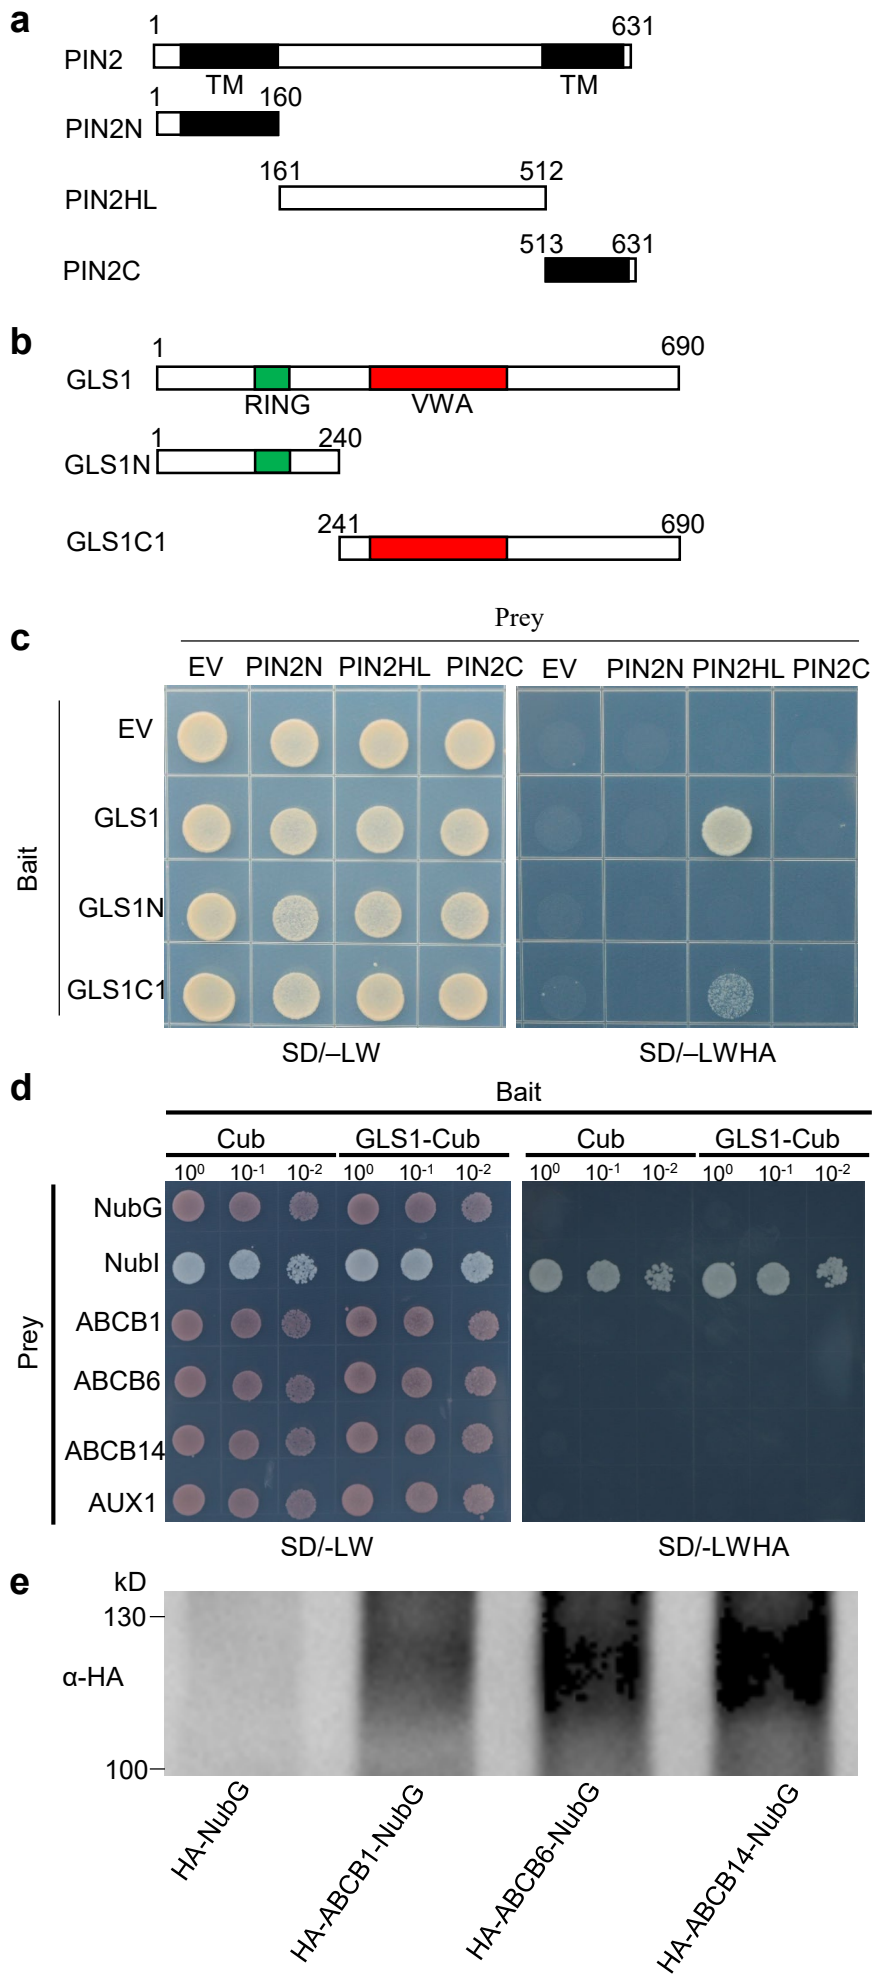 a
1 631
PIN2
TM TM
1 160
PIN2N
161 512
PIN2HL
513 631
PIN2C
b
1 690
GLS1
RING VWA
1 240
GLS1N
241 690
GLS1C1
c
Prey
EV PIN2N PIN2HL PIN2C EV PIN2N PIN2HL PIN2C
Bait
EV
GLS1
GLS1N
GLS1C1
SD/–LW SD/–LWHA
d
Bait
Cub GLS1-Cub Cub GLS1-Cub
10⁰ 10⁻¹ 10⁻² 10⁰ 10⁻¹ 10⁻² 10⁰ 10⁻¹ 10⁻² 10⁰ 10⁻¹ 10⁻²
Prey
NubG
NubI
ABCB1
ABCB6
ABCB14
AUX1
SD/-LW SD/-LWHA
e
kD
130
α-HA
100
HA-NubG
HA-ABCB1-NubG
HA-ABCB6-NubG
HA-ABCB14-NubG